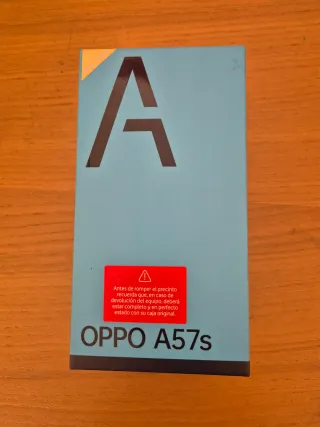 A
Antes de romper el precinto
recuerda que, en caso de
devolución del equipo, deberá
estar completo y en perfecto
estado con su caja original.
OPPO A57s